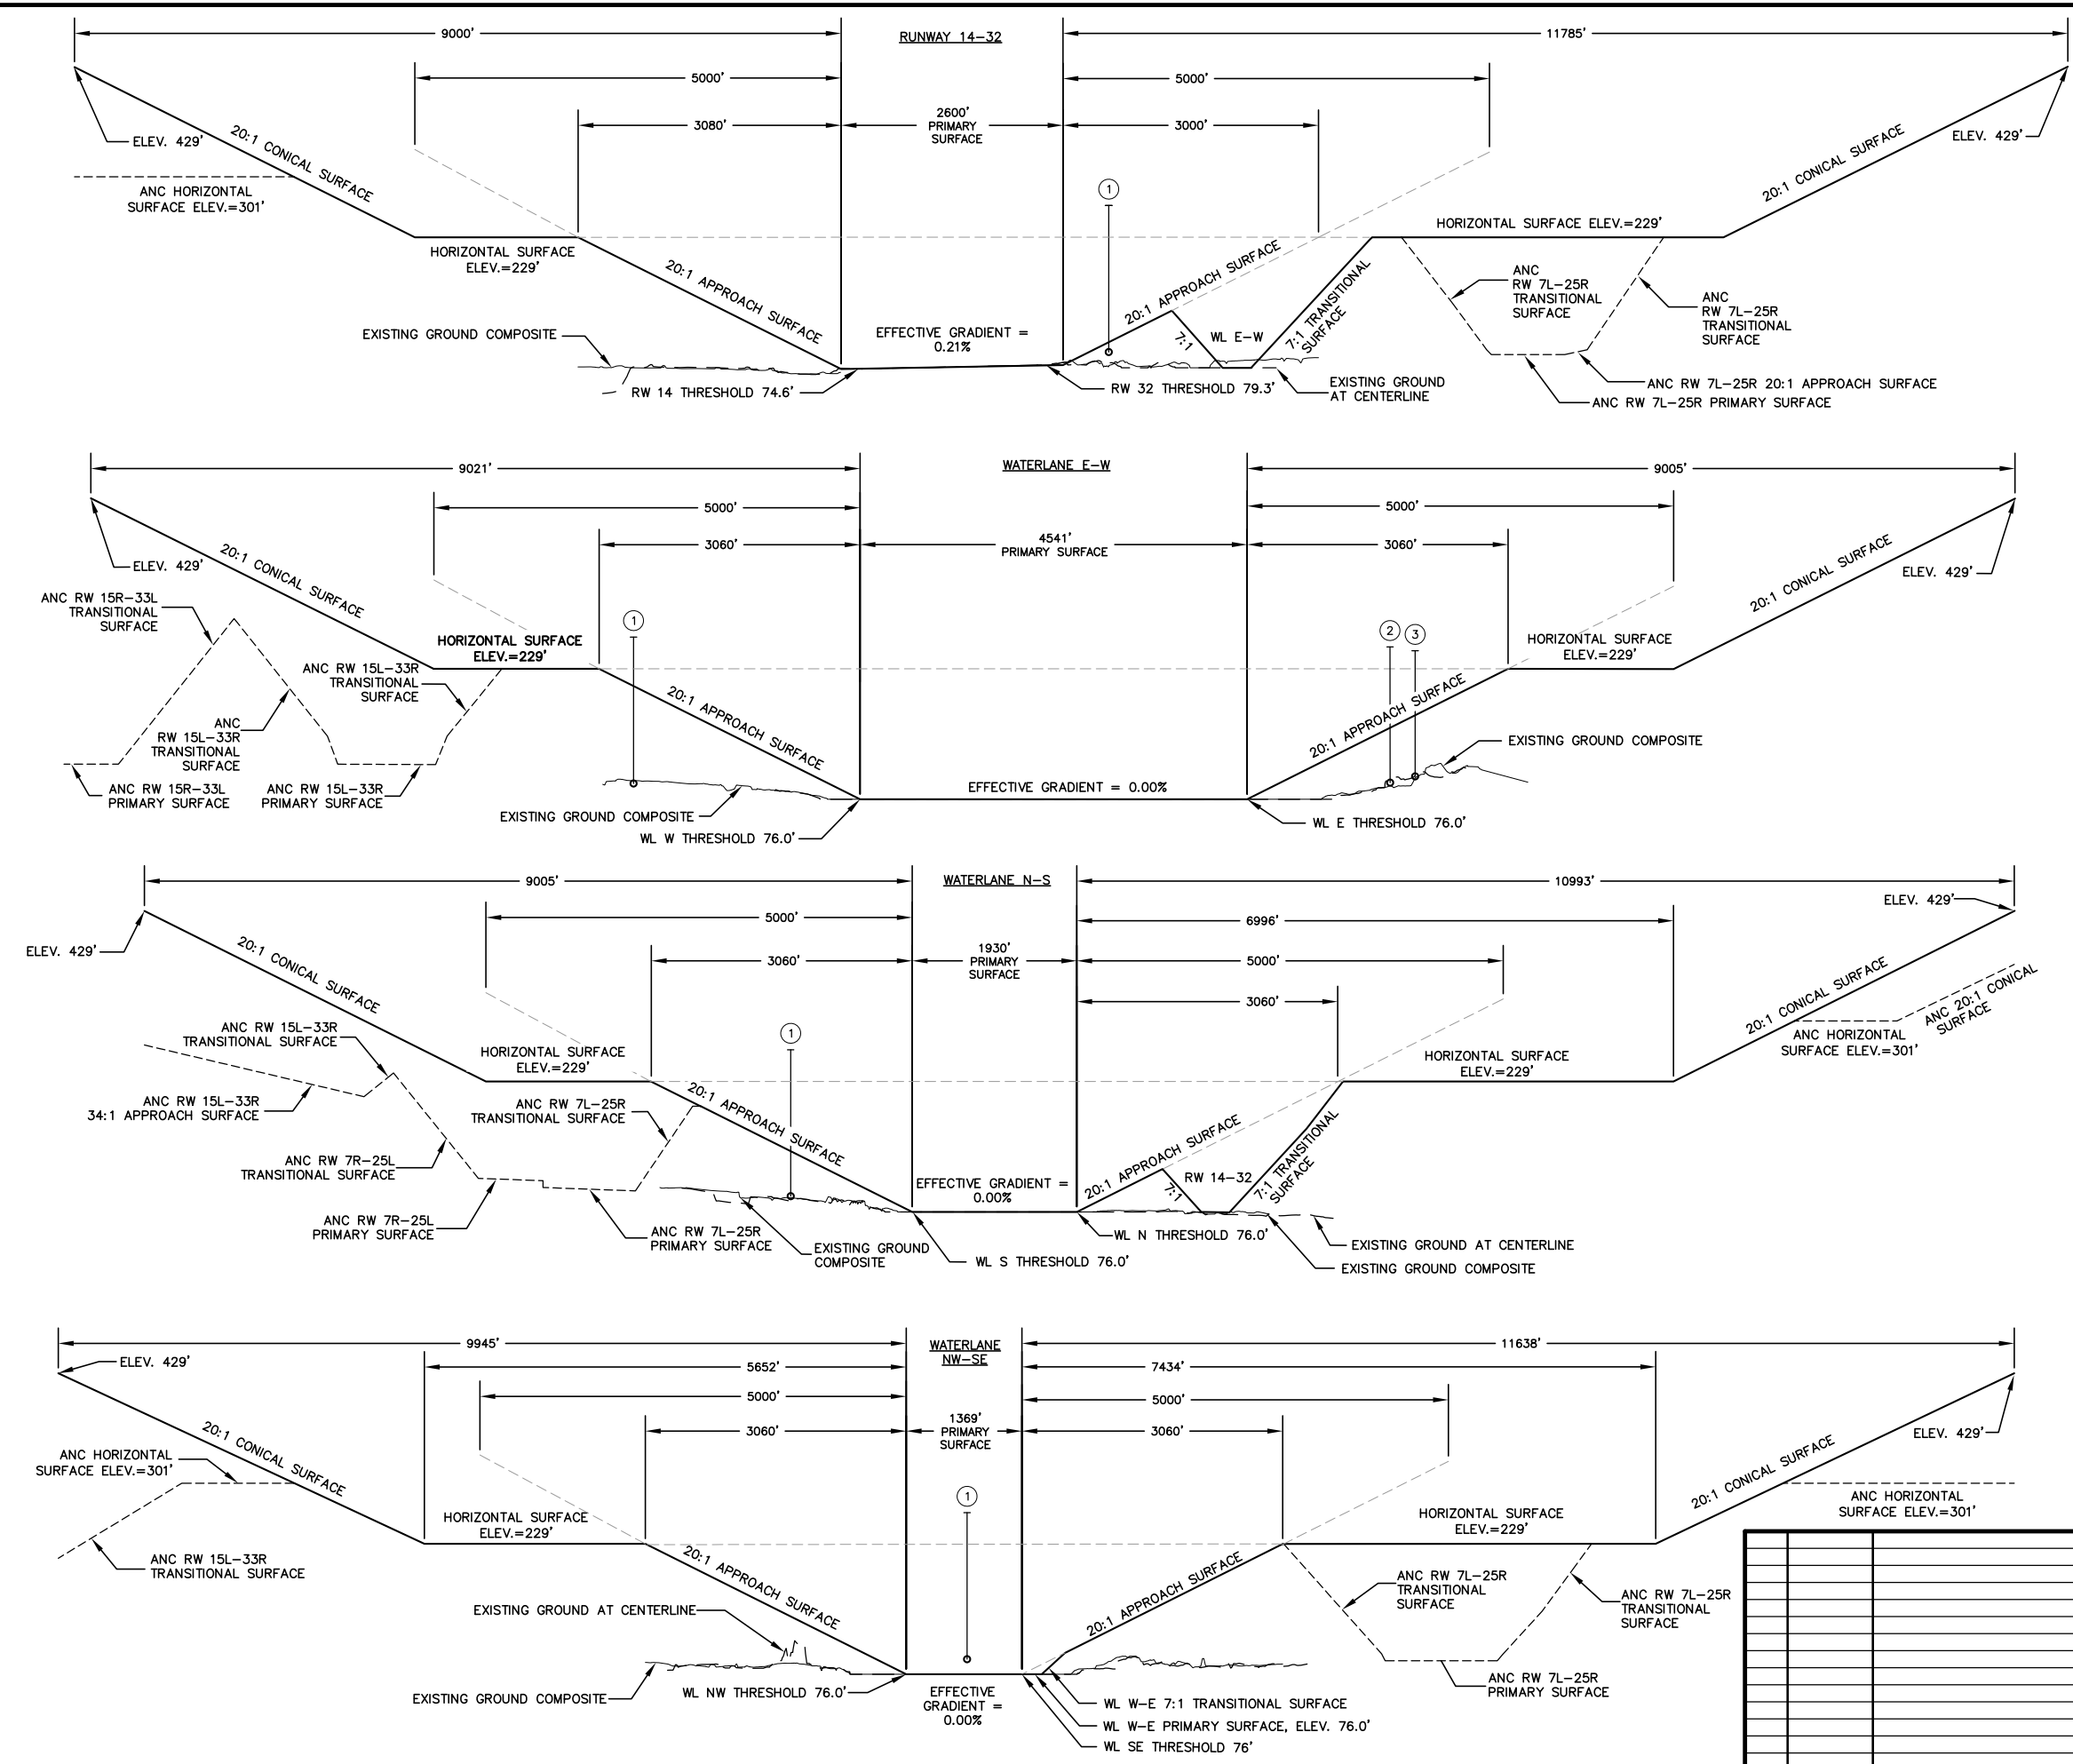 9000'
RUNWAY 14-32
11785'
5000'
5000'
3080'
2600'
PRIMARY
SURFACE
3000'
ELEV. 429'
20:1 CONICAL SURFACE
ANC HORIZONTAL
SURFACE ELEV.=301'
1
20:1 CONICAL SURFACE
ELEV. 429'
HORIZONTAL SURFACE
ELEV.=229'
20:1 APPROACH SURFACE
HORIZONTAL SURFACE ELEV.=229'
20:1 APPROACH SURFACE
7:1
WL E-W
7:1 TRANSITIONAL
SURFACE
ANC
RW 7L-25R
TRANSITIONAL
SURFACE
ANC
RW 7L-25R
TRANSITIONAL
SURFACE
EXISTING GROUND COMPOSITE
EFFECTIVE GRADIENT =
0.21%
RW 14 THRESHOLD 74.6'
RW 32 THRESHOLD 79.3'
EXISTING GROUND
AT CENTERLINE
ANC RW 7L-25R 20:1 APPROACH SURFACE
ANC RW 7L-25R PRIMARY SURFACE
9021'
WATERLANE E-W
9005'
5000'
5000'
3060'
4541'
PRIMARY SURFACE
3060'
ELEV. 429'
20:1 CONICAL SURFACE
20:1 CONICAL SURFACE
ELEV. 429'
ANC RW 15R-33L
TRANSITIONAL
SURFACE
1
2
3
HORIZONTAL SURFACE
ELEV.=229'
HORIZONTAL SURFACE
ELEV.=229'
ANC RW 15L-33R
TRANSITIONAL
SURFACE
20:1 APPROACH SURFACE
20:1 APPROACH SURFACE
ANC
RW 15L-33R
TRANSITIONAL
SURFACE
EXISTING GROUND COMPOSITE
ANC RW 15R-33L
PRIMARY SURFACE
ANC RW 15L-33R
PRIMARY SURFACE
EFFECTIVE GRADIENT = 0.00%
EXISTING GROUND COMPOSITE
WL W THRESHOLD 76.0'
WL E THRESHOLD 76.0'
9005'
WATERLANE N-S
10993'
5000'
6996'
ELEV. 429'
3060'
1930'
PRIMARY
SURFACE
5000'
3060'
ELEV. 429'
20:1 CONICAL SURFACE
20:1 CONICAL SURFACE
ANC 20:1 CONICAL
SURFACE
ANC RW 15L-33R
TRANSITIONAL SURFACE
1
ANC HORIZONTAL
SURFACE ELEV.=301'
HORIZONTAL SURFACE
ELEV.=229'
HORIZONTAL SURFACE
ELEV.=229'
ANC RW 15L-33R
34:1 APPROACH SURFACE
ANC RW 7L-25R
TRANSITIONAL SURFACE
20:1 APPROACH SURFACE
20:1 APPROACH SURFACE
7:1
RW 14-32
7:1 TRANSITIONAL
SURFACE
ANC RW 7R-25L
TRANSITIONAL SURFACE
EFFECTIVE GRADIENT =
0.00%
ANC RW 7R-25L
PRIMARY SURFACE
ANC RW 7L-25R
PRIMARY SURFACE
EXISTING GROUND
COMPOSITE
WL S THRESHOLD 76.0'
WL N THRESHOLD 76.0'
EXISTING GROUND AT CENTERLINE
EXISTING GROUND COMPOSITE
9945'
WATERLANE
NW-SE
11638'
ELEV. 429'
5652'
7434'
5000'
5000'
3060'
1369'
PRIMARY
SURFACE
3060'
ELEV. 429'
20:1 CONICAL SURFACE
20:1 CONICAL SURFACE
ANC HORIZONTAL
SURFACE ELEV.=301'
1
ANC HORIZONTAL
SURFACE ELEV.=301'
HORIZONTAL SURFACE
ELEV.=229'
HORIZONTAL SURFACE
ELEV.=229'
20:1 APPROACH SURFACE
20:1 APPROACH SURFACE
ANC RW 15L-33R
TRANSITIONAL SURFACE
ANC RW 7L-25R
TRANSITIONAL
SURFACE
ANC RW 7L-25R
TRANSITIONAL
SURFACE
EXISTING GROUND AT CENTERLINE
EXISTING GROUND COMPOSITE
WL NW THRESHOLD 76.0'
EFFECTIVE
GRADIENT =
0.00%
ANC RW 7L-25R
PRIMARY SURFACE
WL W-E 7:1 TRANSITIONAL SURFACE
WL W-E PRIMARY SURFACE, ELEV. 76.0'
WL SE THRESHOLD 76'